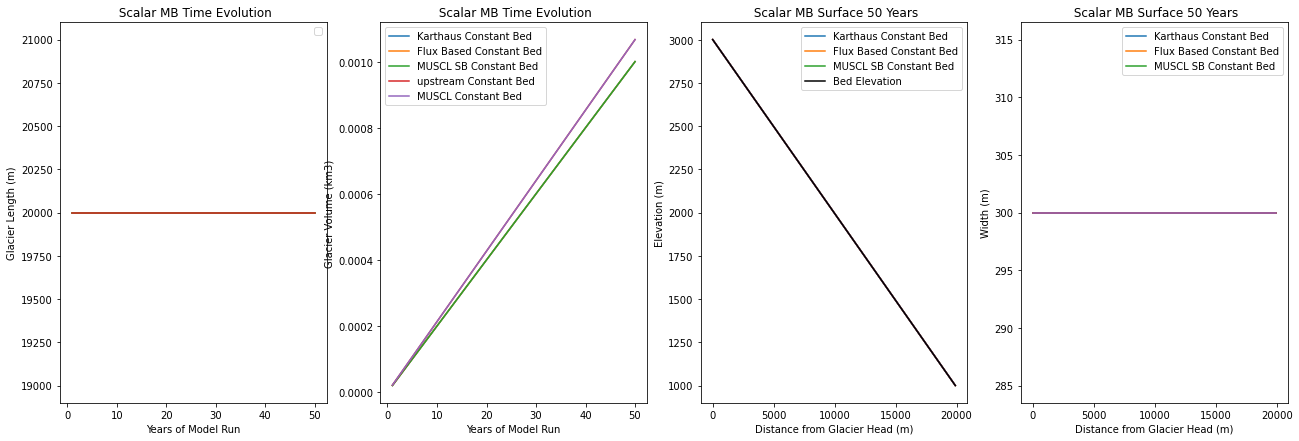 Scalar MB Time Evolution
21000
20750
20500
20250
20000
19750
19500
19250
19000
Glacier Length (m)
0 10 20 30 40 50
Years of Model Run
Scalar MB Time Evolution
Karthaus Constant Bed
Flux Based Constant Bed
MUSCL SB Constant Bed
upstream Constant Bed
MUSCL Constant Bed
0.0010
0.0008
0.0006
0.0004
0.0002
0.0000
Glacier Volume (km3)
0 10 20 30 40 50
Years of Model Run
Scalar MB Surface 50 Years
Karthaus Constant Bed
Flux Based Constant Bed
MUSCL SB Constant Bed
Bed Elevation
3000
2750
2500
2250
2000
1750
1500
1250
1000
Elevation (m)
0 5000 10000 15000 20000
Distance from Glacier Head (m)
Scalar MB Surface 50 Years
Karthaus Constant Bed
Flux Based Constant Bed
MUSCL SB Constant Bed
315
310
305
300
295
290
285
Width (m)
0 5000 10000 15000 20000
Distance from Glacier Head (m)